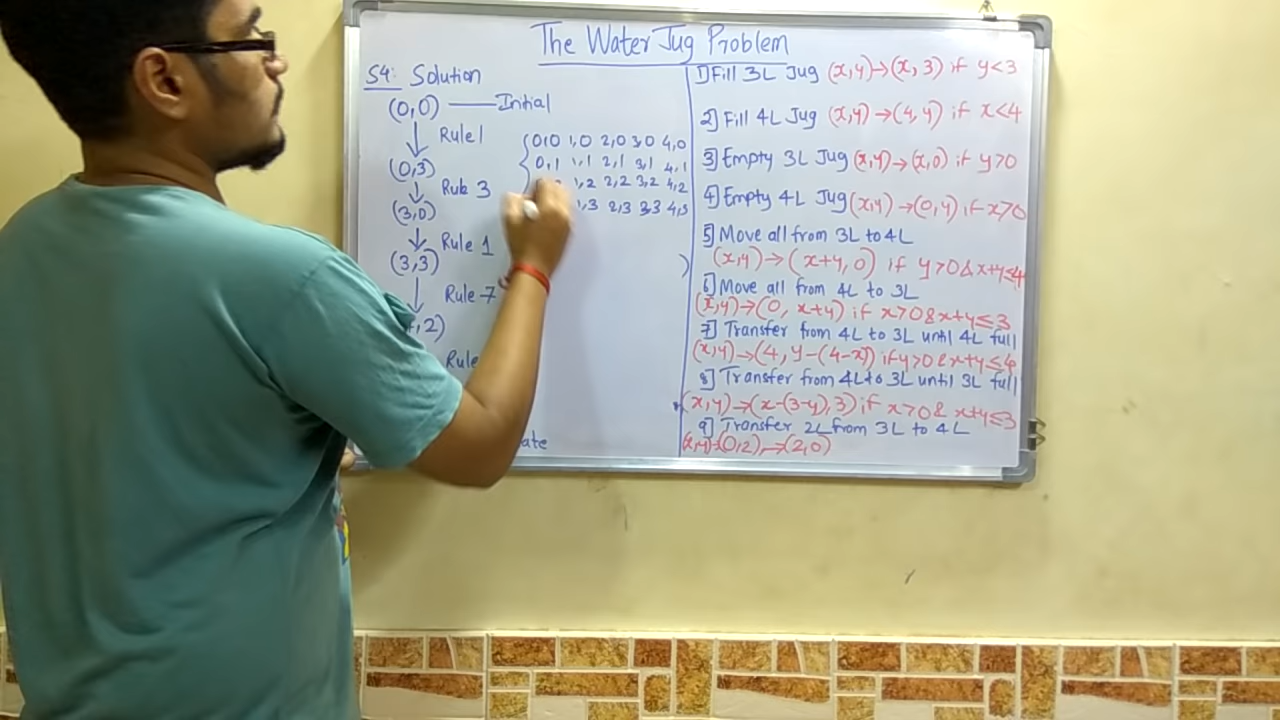 The Water Jug Problem
S4: Solution
(0,0) Initial
Rule 1
(0,3)
Rule 3
(3,0)
Rule 1
(3,3)
Rule 7
,2)
Rule
ate
0,0 1,0 2,0 3,0 4,0
0,1 1,1 2,1 3,1 4,1
1,2 2,2 3,2 4,2
1,3 2,3 3,3 4,3
1) Fill 3L Jug (x,y)→(x,3) if y<3
2] Fill 4L Jug (x,y)→(4,y) if x<4
3] Empty 3L Jug (x,y)→(x,0) if y>0
4] Empty 4L Jug (x,y)→(0,y) if x>0
5] Move all from 3L to 4L
(x,y)→(x+y,0) if y>0&x+y≤4
6] Move all from 4L to 3L
(x,y)→(0, x+y) if x>0&x+y≤3
7] Transfer from 4L to 3L until 4L full
(x,y)→(4, y-(4-x)) if y>0&x+y≤4
8] Transfer from 4L to 3L until 3L full
(x,y)→(x-(3-y),3) if x>0& x+y≤3
9] Transfer 2L from 3L to 4L
(0,2)→(2,0)